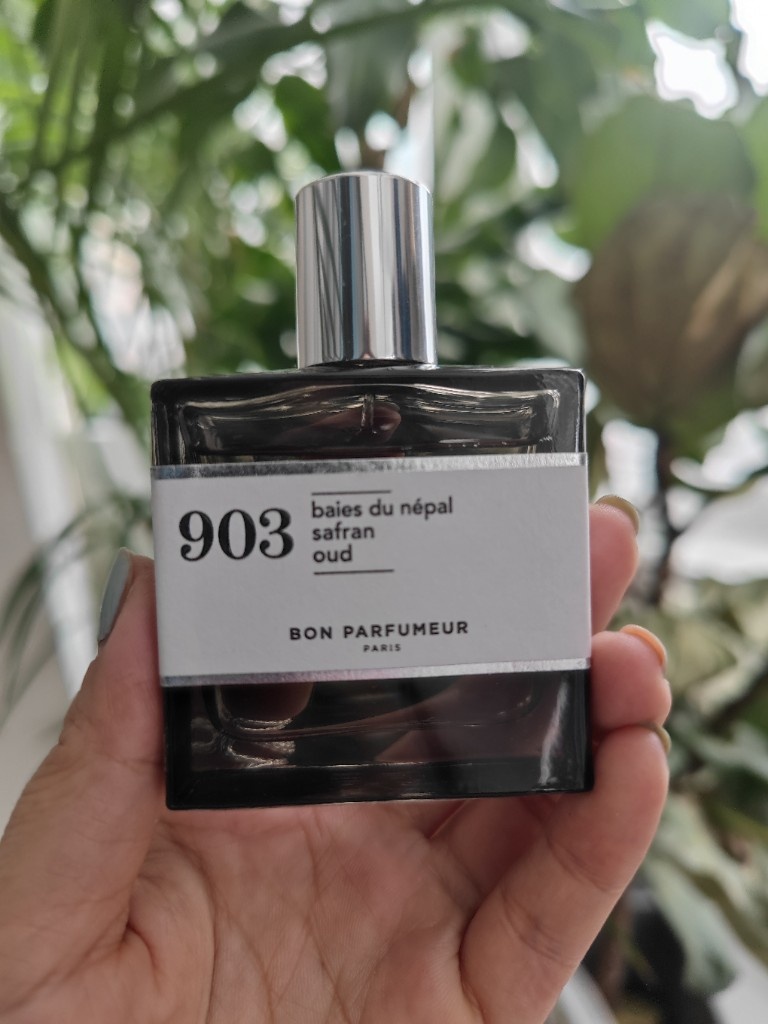 903
baies du népal
safran
oud
BON PARFUMEUR
PARIS